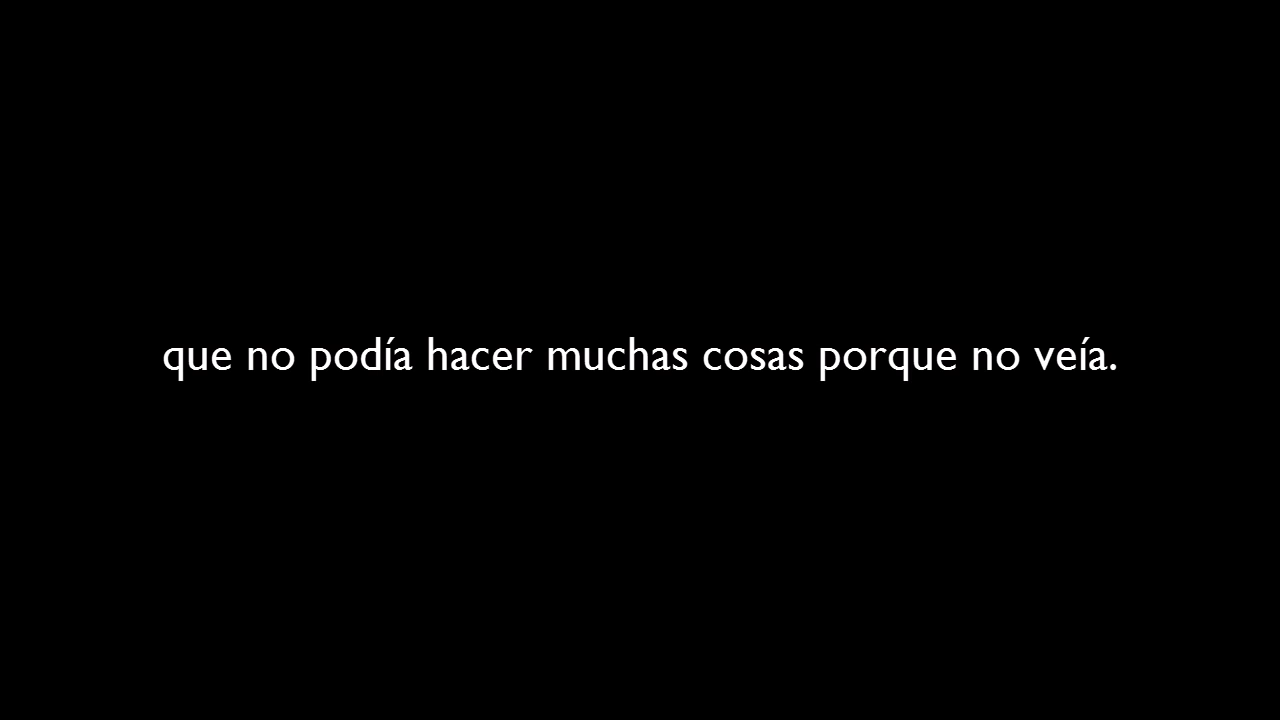 que no podía hacer muchas cosas porque no veía.